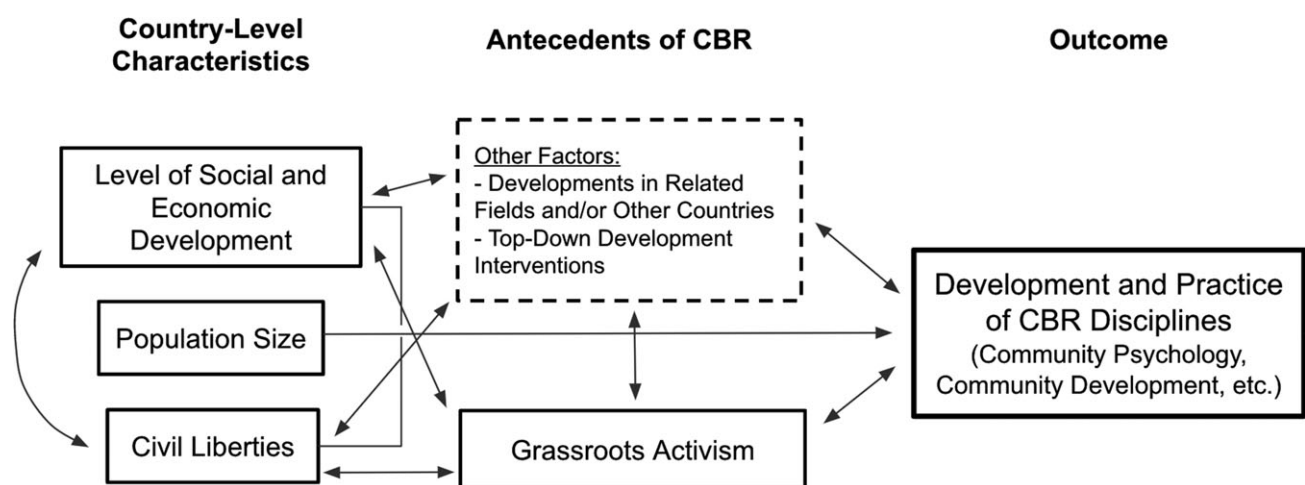 Country-Level
Characteristics
Antecedents of CBR
Outcome
Level of Social and
Economic
Development
Population Size
Civil Liberties
Other Factors:
- Developments in Related
Fields and/or Other Countries
- Top-Down Development
Interventions
Grassroots Activism
Development and Practice
of CBR Disciplines
(Community Psychology,
Community Development, etc.)